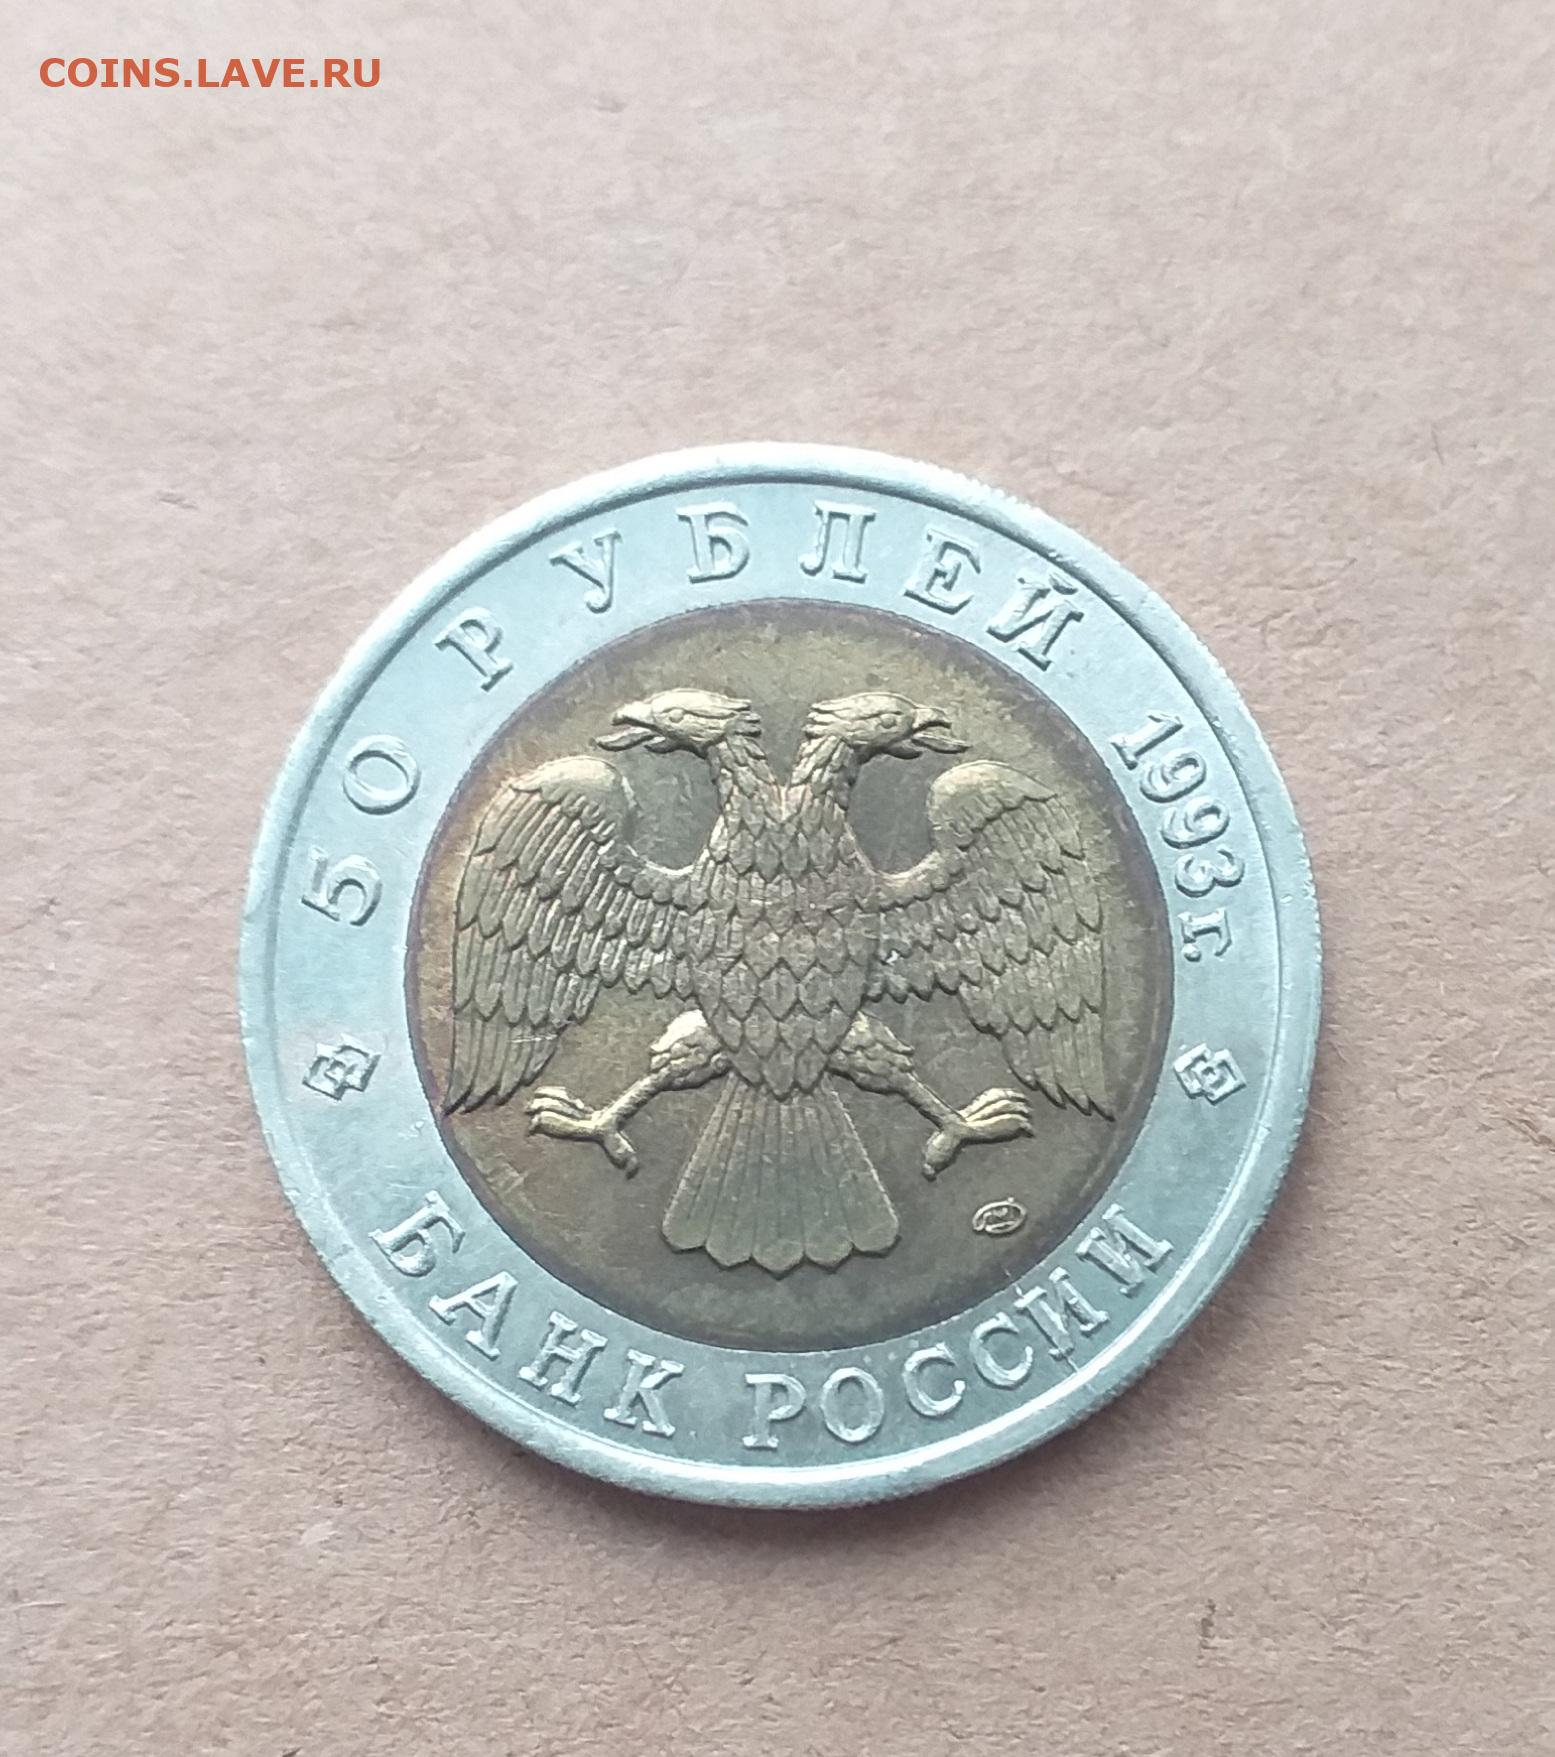 COINS.LAVE.RU
50 РУБЛЕЙ 1993г.
БАНК РОССИИ